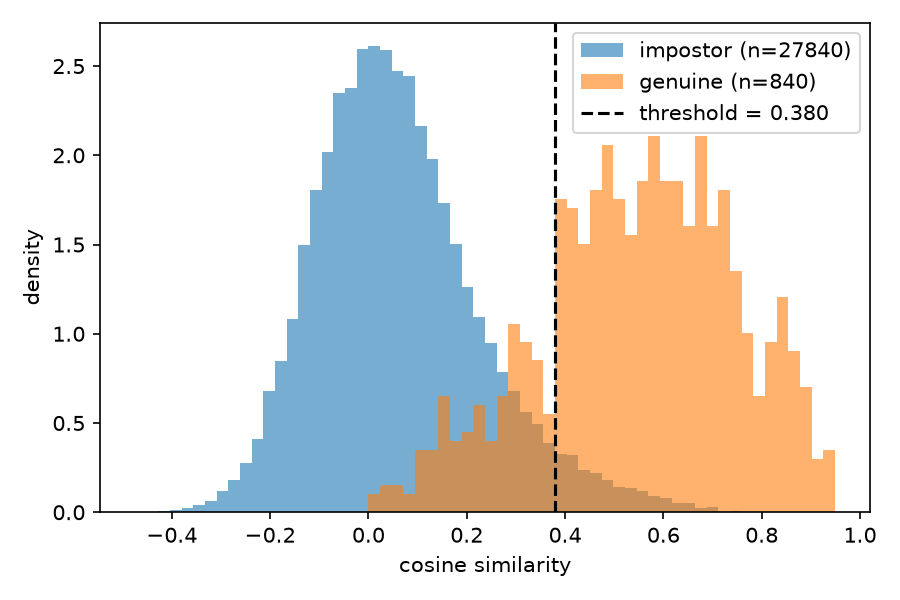 impostor (n=27840)
genuine (n=840)
threshold = 0.380
density
2.5
2.0
1.5
1.0
0.5
0.0
−0.4 −0.2 0.0 0.2 0.4 0.6 0.8 1.0
cosine similarity